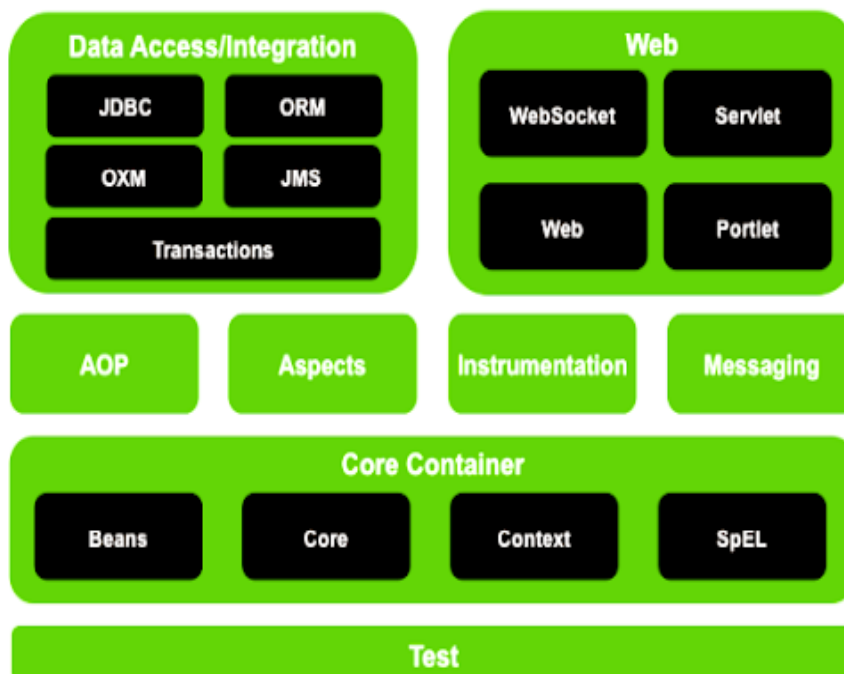 Data Access/Integration
JDBC
ORM
OXM
JMS
Transactions
Web
WebSocket
Servlet
Web
Portlet
AOP
Aspects
Instrumentation
Messaging
Core Container
Beans
Core
Context
SpEL
Test